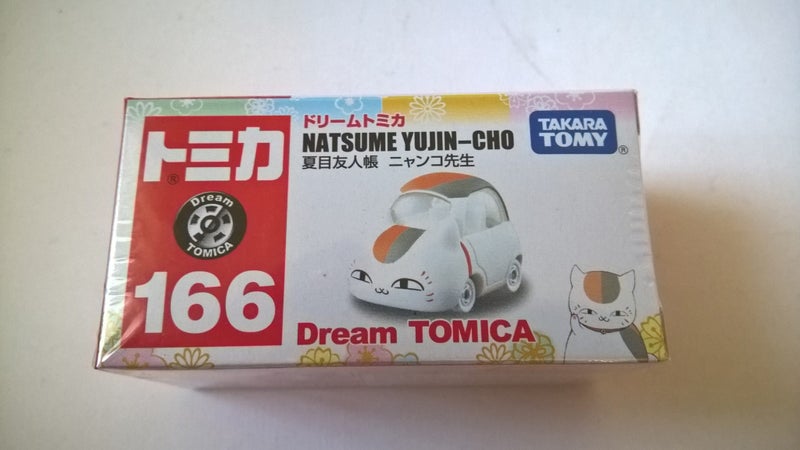 トミカ
®
Dream
TOMICA
166
ドリームトミカ
NATSUME YUJIN-CHO
夏目友人帳 ニャンコ先生
TAKARA
TOMY
®
Dream TOMICA